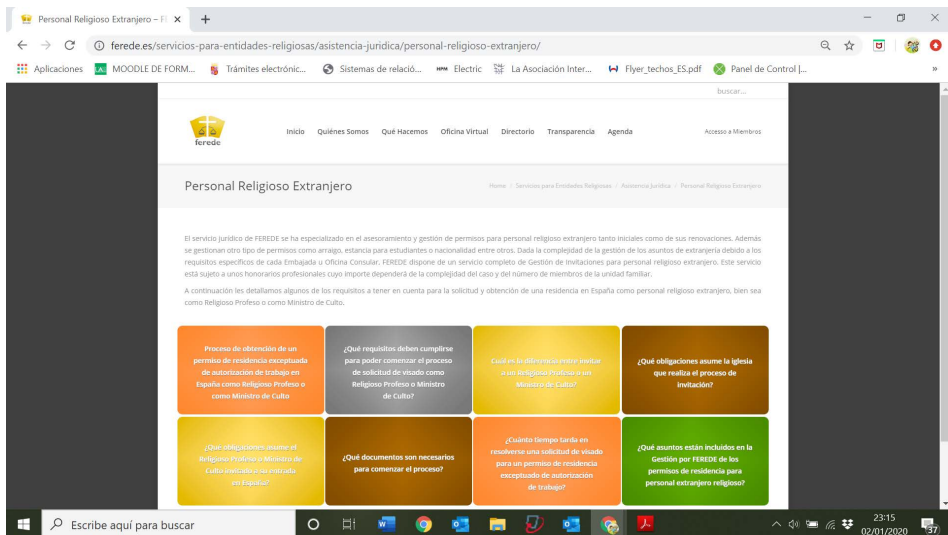 Personal Religioso Extranjero – F
ferede.es/servicios-para-entidades-religiosas/asistencia-juridica/personal-religioso-extranjero/
Aplicaciones
MOODLE DE FORM...
Trámites electrónic...
Sistemas de relació...
HPM Electric
La Asociación Inter...
Flyer_techos_ES.pdf
Panel de Control |...
»
buscar...
ferede
Inicio Quiénes Somos Qué Hacemos Oficina Virtual Directorio Transparencia Agenda Acceso a Miembros
Personal Religioso Extranjero
Home / Servicios para Entidades Religiosas / Asistencia Jurídica / Personal Religioso Extranjero
El servicio jurídico de FEREDE se ha especializado en el asesoramiento y gestión de permisos para personal religioso extranjero tanto iniciales como de sus renovaciones. Además
se gestionan otro tipo de permisos como arraigo, estancia para estudiantes o nacionalidad entre otros. Dada la complejidad de la gestión de los asuntos de extranjería debido a los
requisitos específicos de cada Embajada u Oficina Consular. FEREDE dispone de un servicio completo de Gestión de Invitaciones para personal religioso extranjero. Este servicio
está sujeto a unos honorarios profesionales cuyo importe dependerá de la complejidad del caso y del número de miembros de la unidad familiar.
A continuación les detallamos algunos de los requisitos a tener en cuenta para la solicitud y obtención de una residencia en España como personal religioso extranjero, bien sea
como Religioso Profeso o como Ministro de Culto.
Proceso de obtención de un
permiso de residencia exceptuada
de autorización de trabajo en
España como Religioso Profeso o
como Ministro de Culto
¿Qué requisitos deben cumplirse
para poder comenzar el proceso
de solicitud de visado como
Religioso Profeso o Ministro
de Culto?
Cuál es la diferencia entre invitar
a un Religioso Profeso o un
Ministro de Culto?
¿Qué obligaciones asume la iglesia
que realiza el proceso de
invitación?
¿Qué obligaciones asume el
Religioso Profeso o Ministro de
Culto invitado a su entrada
en España?
¿Qué documentos son necesarios
para comenzar el proceso?
¿Cuánto tiempo tarda en
resolverse una solicitud de visado
para un permiso de residencia
exceptuado de autorización
de trabajo?
¿Qué asuntos están incluidos en la
Gestión por FEREDE de los
permisos de residencia para
personal extranjero religioso?
Escribe aquí para buscar
23:15
02/01/2020
37